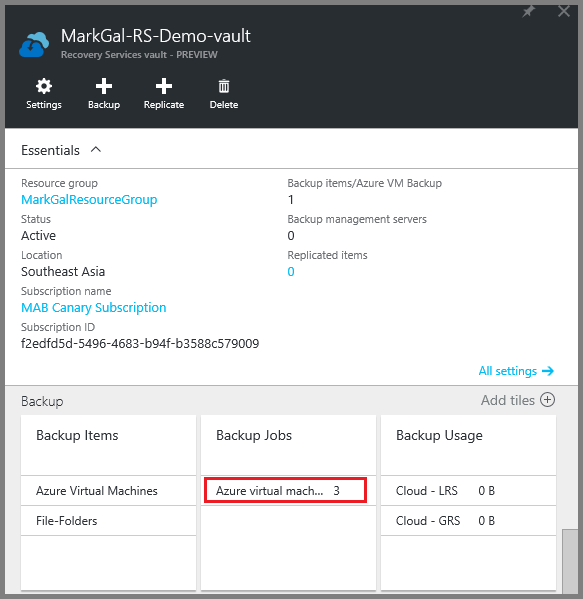 MarkGal-RS-Demo-vault
Recovery Services vault - PREVIEW
Settings Backup Replicate Delete
Essentials
Resource group
MarkGalResourceGroup
Status
Active
Location
Southeast Asia
Subscription name
MAB Canary Subscription
Subscription ID
f2edfd5d-5496-4683-b94f-b3588c579009
Backup items/Azure VM Backup
1
Backup management servers
0
Replicated items
0
All settings
Backup
Add tiles
Backup Items
Azure Virtual Machines
File-Folders
Backup Jobs
Azure virtual mach... 3
Backup Usage
Cloud - LRS 0 B
Cloud - GRS 0 B